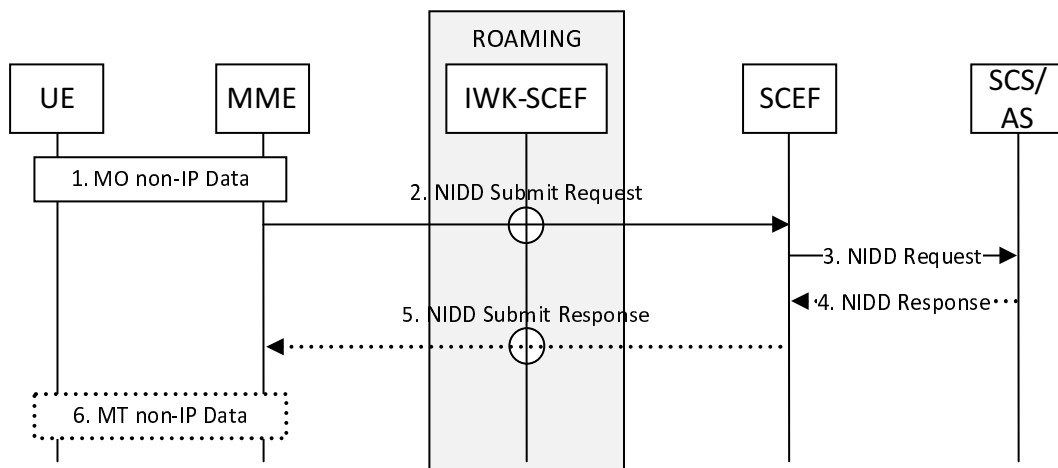 ROAMING
UE
MME
IWK-SCEF
SCEF
SCS/
AS
1. MO non-IP Data
2. NIDD Submit Request
3. NIDD Request
4. NIDD Response
5. NIDD Submit Response
6. MT non-IP Data